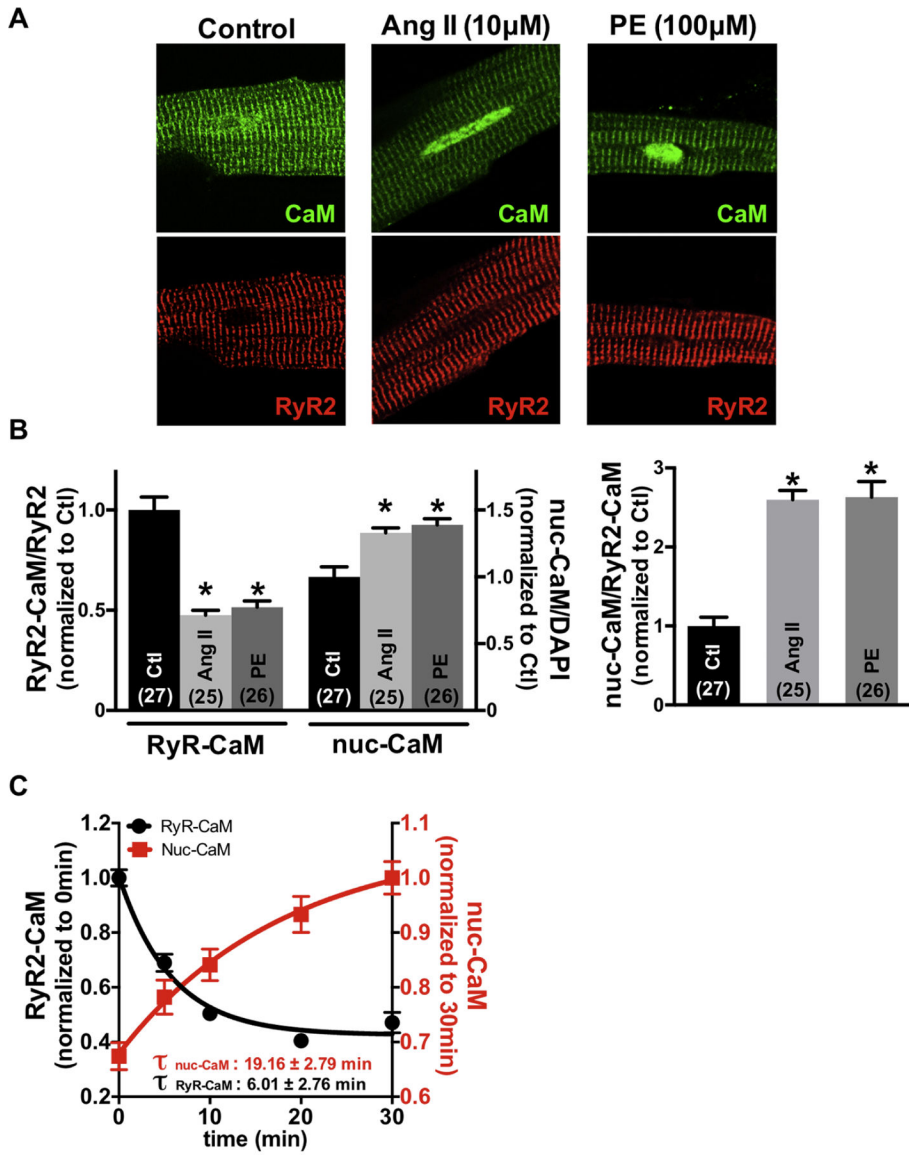 A
Control
Ang II (10μM)
PE (100μM)
CaM
CaM
CaM
RyR2
RyR2
RyR2
B
RyR2-CaM/RyR2
(normalized to Ctl)
1.0
0.5
0
*
*
*
*
Ctl
(27)
Ang II
(25)
PE
(26)
Ctl
(27)
Ang II
(25)
PE
(26)
RyR-CaM
nuc-CaM
1.5
1.0
0.5
0
nuc-CaM/DAPI
(normalized to Ctl)
nuc-CaM/RyR2-CaM
(normalized to Ctl)
3
2
1
0
*
*
Ctl
(27)
Ang II
(25)
PE
(26)
C
RyR2-CaM
(normalized to 0min)
1.2
1.0
0.8
0.6
0.4
0.2
RyR-CaM
Nuc-CaM
τ nuc-CaM : 19.16 ± 2.79 min
τ RyR-CaM : 6.01 ± 2.76 min
1.1
1.0
0.9
0.8
0.7
0.6
nuc-CaM
(normalized to 30min)
0 10 20 30
time (min)